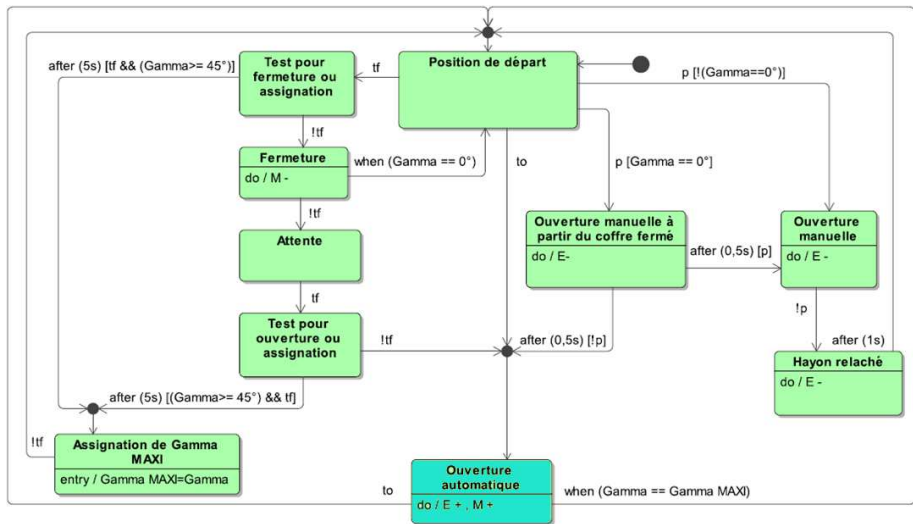 after (5s) [tf && (Gamma>= 45°)]
Test pour
fermeture ou
assignation
tf
Position de départ
p [!(Gamma==0°)]
!tf
Fermeture
do / M -
when (Gamma == 0°)
to
p [Gamma == 0°]
!tf
Attente
Ouverture manuelle à
partir du coffre fermé
do / E-
after (0,5s) [p]
Ouverture
manuelle
do / E -
tf
!p
Test pour
ouverture ou
assignation
!tf
after (0,5s) [!p]
after (1s)
Hayon relaché
do / E -
after (5s) [(Gamma>= 45°) && tf]
!tf
Assignation de Gamma
MAXI
entry / Gamma MAXI=Gamma
to
Ouverture
automatique
do / E + , M +
when (Gamma == Gamma MAXI)